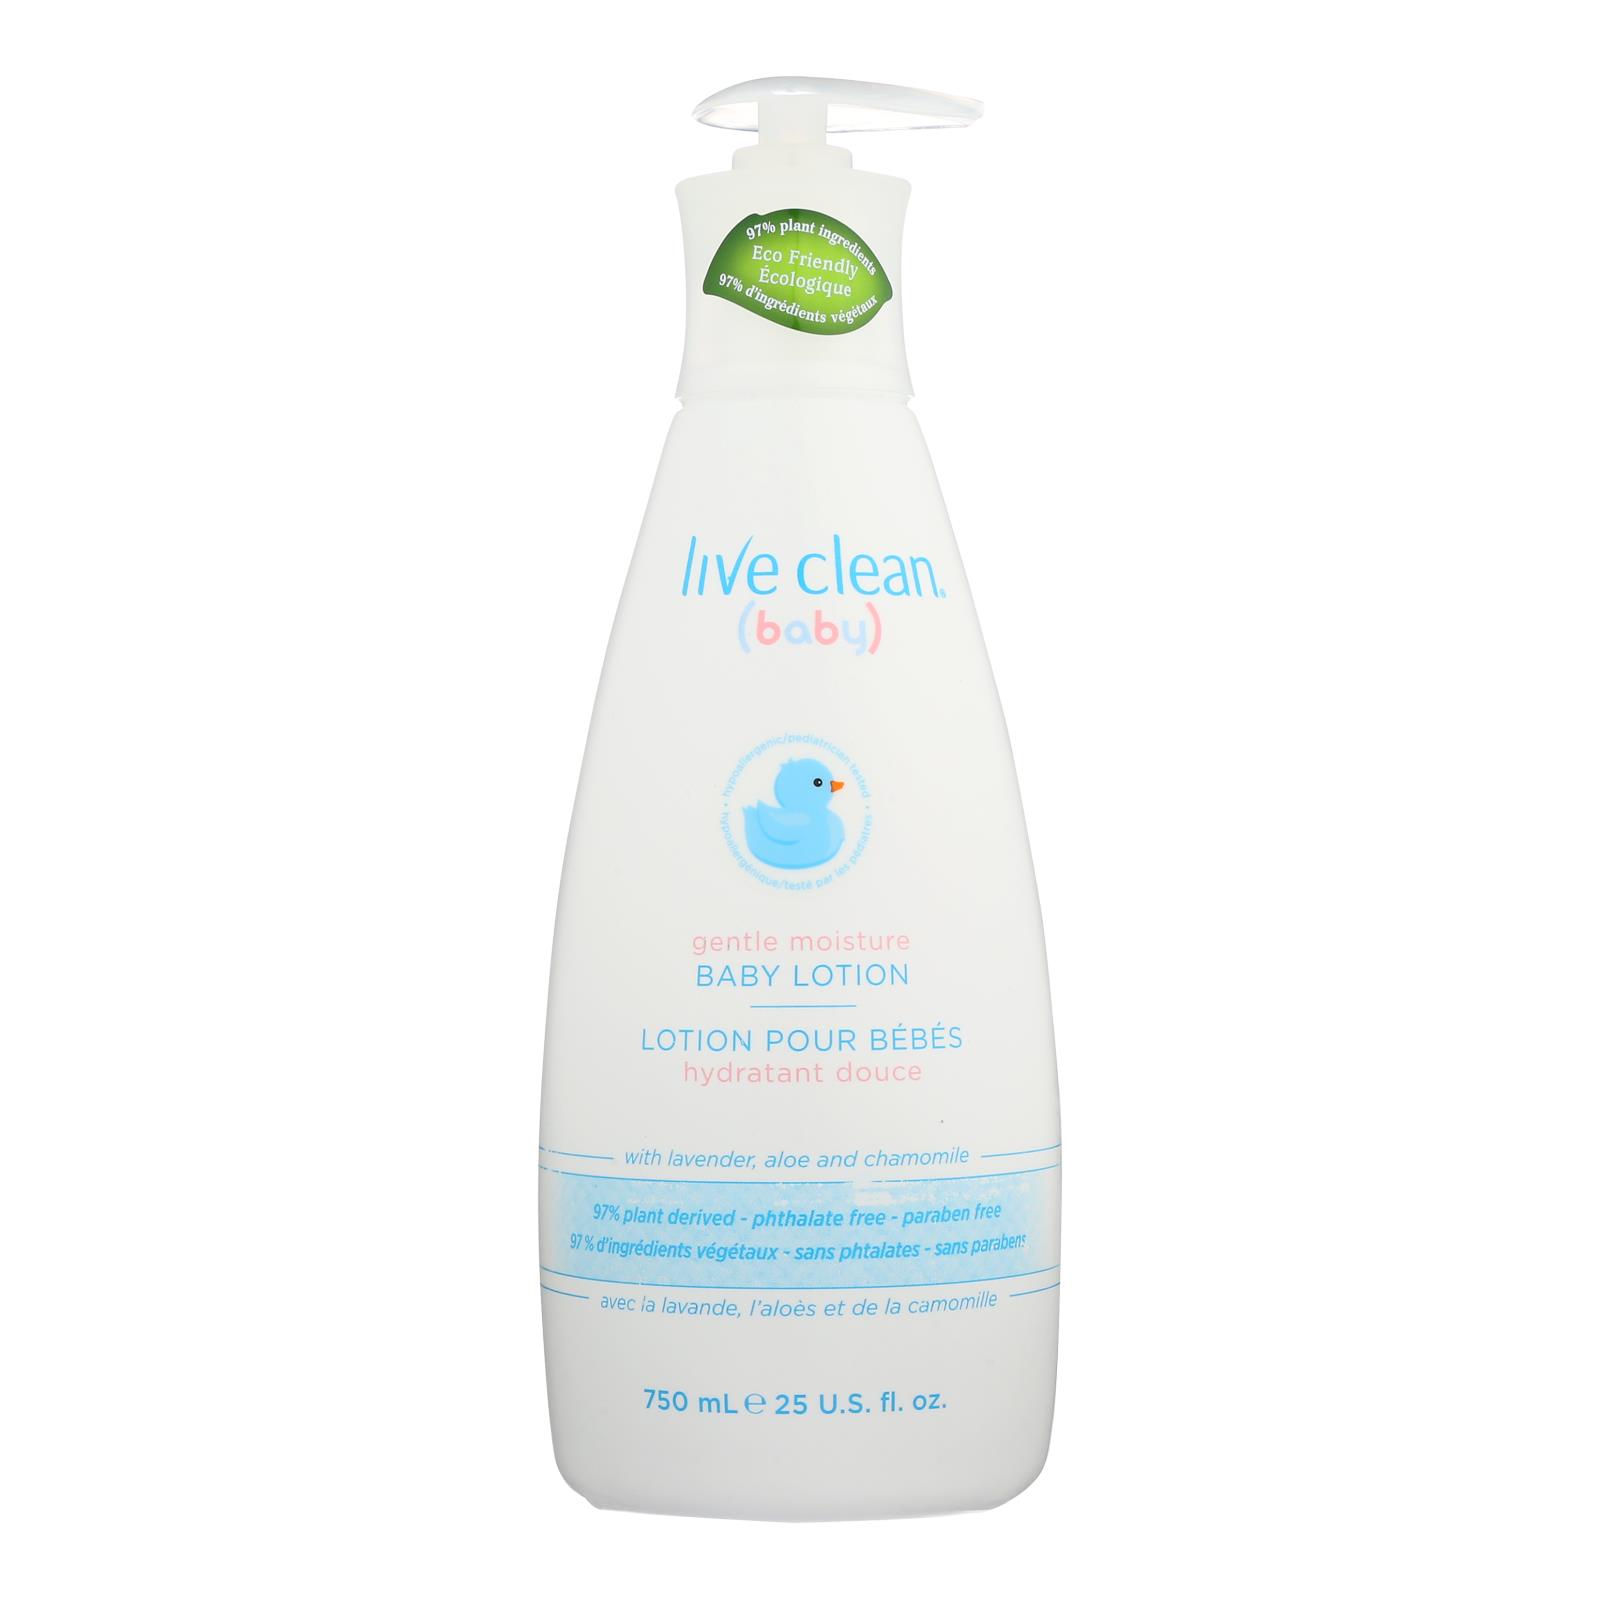 97% plant ingredients
Eco Friendly
Écologique
97% d'ingrédients végétaux
live clean®
(baby)
• hypoallergenic/pediatrician tested •
hypoallergénique/testé par les pédiatres
gentle moisture
BABY LOTION
LOTION POUR BÉBÉS
hydratant douce
with lavender, aloe and chamomile
97% plant derived - phthalate free - paraben free
97 % d'ingrédients végétaux - sans phtalates - sans parabens
avec la lavande, l'aloès et de la camomille
750 mL ℮ 25 U.S. fl. oz.